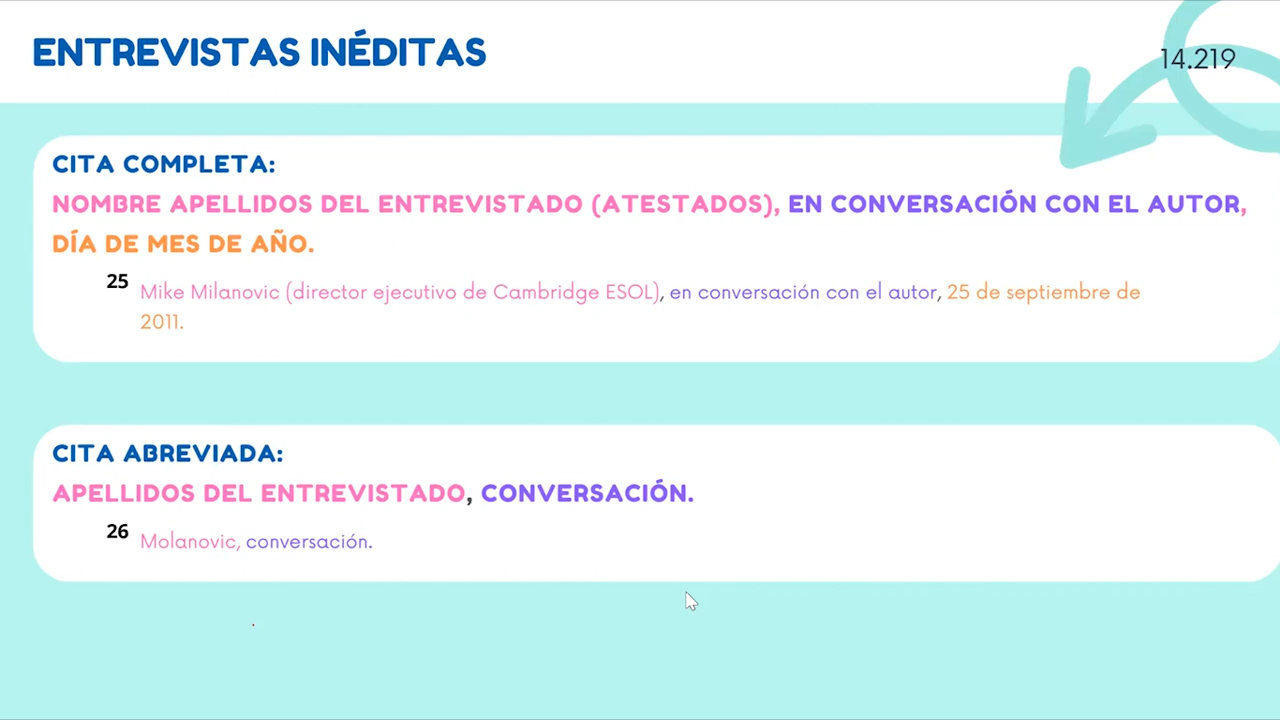 ENTREVISTAS INÉDITAS
14.219
CITA COMPLETA:
NOMBRE APELLIDOS DEL ENTREVISTADO (ATESTADOS), EN CONVERSACIÓN CON EL AUTOR,
DÍA DE MES DE AÑO.
25 Mike Milanovic (director ejecutivo de Cambridge ESOL), en conversación con el autor, 25 de septiembre de
2011.
CITA ABREVIADA:
APELLIDOS DEL ENTREVISTADO, CONVERSACIÓN.
26 Molanovic, conversación.